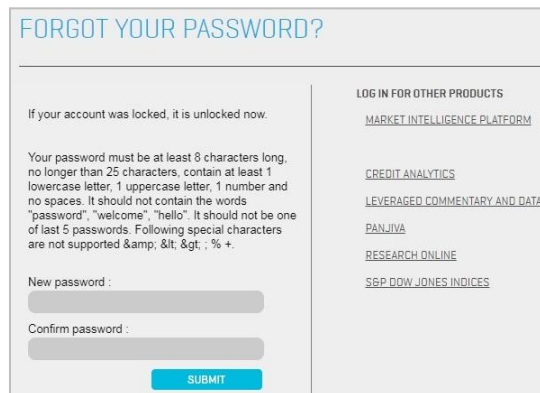 FORGOT YOUR PASSWORD?
If your account was locked, it is unlocked now.
Your password must be at least 8 characters long,
no longer than 25 characters, contain at least 1
lowercase letter, 1 uppercase letter, 1 number and
no spaces. It should not contain the words
"password", "welcome", "hello". It should not be one
of last 5 passwords. Following special characters
are not supported &amp; &lt; &gt; ; % +.
New password :
Confirm password :
SUBMIT
LOG IN FOR OTHER PRODUCTS
MARKET INTELLIGENCE PLATFORM
CREDIT ANALYTICS
LEVERAGED COMMENTARY AND DATA
PANJIVA
RESEARCH ONLINE
S&P DOW JONES INDICES